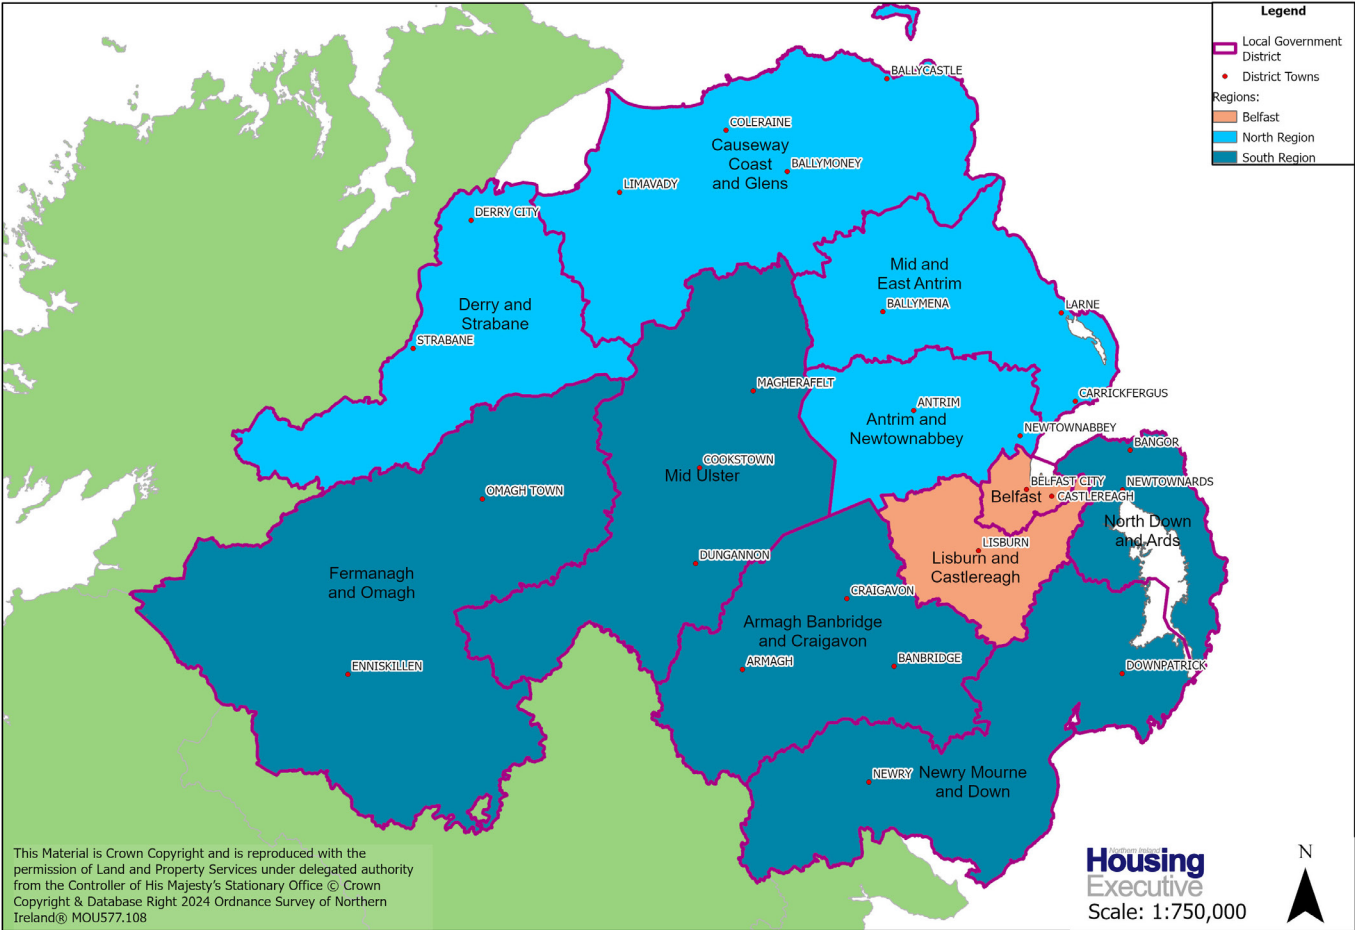 Legend
Local Government
District
District Towns
Regions:
Belfast
North Region
South Region
BALLYCASTLE
COLERAINE
Causeway
Coast
and Glens
BALLYMONEY
LIMAVADY
DERRY CITY
Mid and
East Antrim
BALLYMENA
LARNE
Derry and
Strabane
STRABANE
MAGHERAFELT
CARRICKFERGUS
ANTRIM
Antrim and
Newtownabbey
NEWTOWNABBEY
BANGOR
COOKSTOWN
Mid Ulster
OMAGH TOWN
BELFAST CITY
Belfast
CASTLEREAGH
NEWTOWNARDS
North Down
and Ards
LISBURN
Lisburn and
Castlereagh
DUNGANNON
Fermanagh
and Omagh
CRAIGAVON
Armagh Banbridge
and Craigavon
ARMAGH
BANBRIDGE
ENNISKILLEN
DOWNPATRICK
NEWRY
Newry Mourne
and Down
This Material is Crown Copyright and is reproduced with the
permission of Land and Property Services under delegated authority
from the Controller of His Majesty's Stationary Office © Crown
Copyright & Database Right 2024 Ordnance Survey of Northern
Ireland® MOU577.108
Northern Ireland
Housing
Executive
Scale: 1:750,000
N